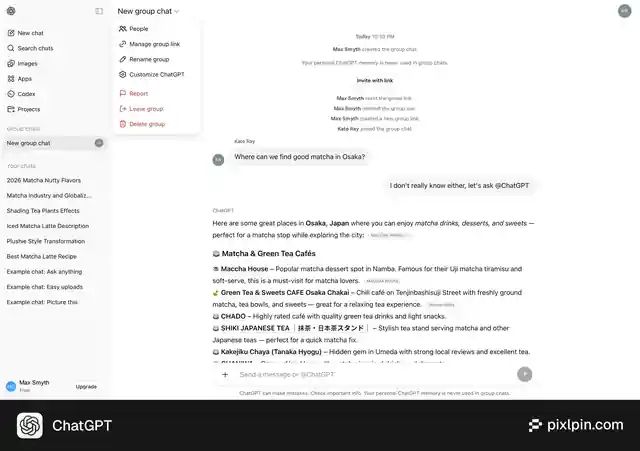 New group chat
New chat
Search chats
Images
Apps
Codex
Projects
GROUP CHATS
New group chat
Your chats
2026 Matcha Nutty Flavors
Matcha Industry and Globaliz...
Shading Tea Plants Effects
Iced Matcha Latte Description
Plushie Style Transformation
Best Matcha Latte Recipe
Example chat: Ask anything
Example chat: Easy uploads
Example chat: Picture this
Max Smyth
Free
Upgrade
People
Manage group link
Rename group
Customize ChatGPT
Report
Leave group
Delete group
Today 10:10 PM
Max Smyth created the group chat.
Your personal ChatGPT memory is never used in group chats.
Invite with link
Max Smyth reset the group link.
Max Smyth the group
Max Smyth created a new group chat.
Kate Ray joined the group chat.
Kate Ray
Where can we find good matcha in Osaka?
I don't really know either, let's ask @ChatGPT
ChatGPT
Here are some great places in Osaka, Japan where you can enjoy matcha drinks, desserts, and sweets —
perfect for a matcha stop while exploring the city:
Matcha & Green Tea Cafés
Maccha House – Popular matcha dessert spot in Namba. Famous for their Uji matcha tiramisu and
soft-serve, this is a must-visit for matcha lovers.
Green Tea & Sweets CAFE Osaka Chakai – Chill café on Tenjinbashisuji Street with freshly ground
matcha, tea bowls, and sweets — great for a relaxing tea experience.
CHADO – Highly rated café with quality green tea drinks and light snacks.
SHIKI JAPANESE TEA ｜抹茶・日本茶スタンド｜ – Stylish tea stand serving matcha and other
Japanese teas — perfect for a quick matcha fix.
Kakejiku Chaya (Tanaka Hyogu) – Hidden gem in Umeda with strong local reviews and excellent tea.
Send a message or @ChatGPT
ChatGPT can make mistakes. Check important info. Your personal ChatGPT memory is never used in group chats.
ChatGPT
pixlpin.com